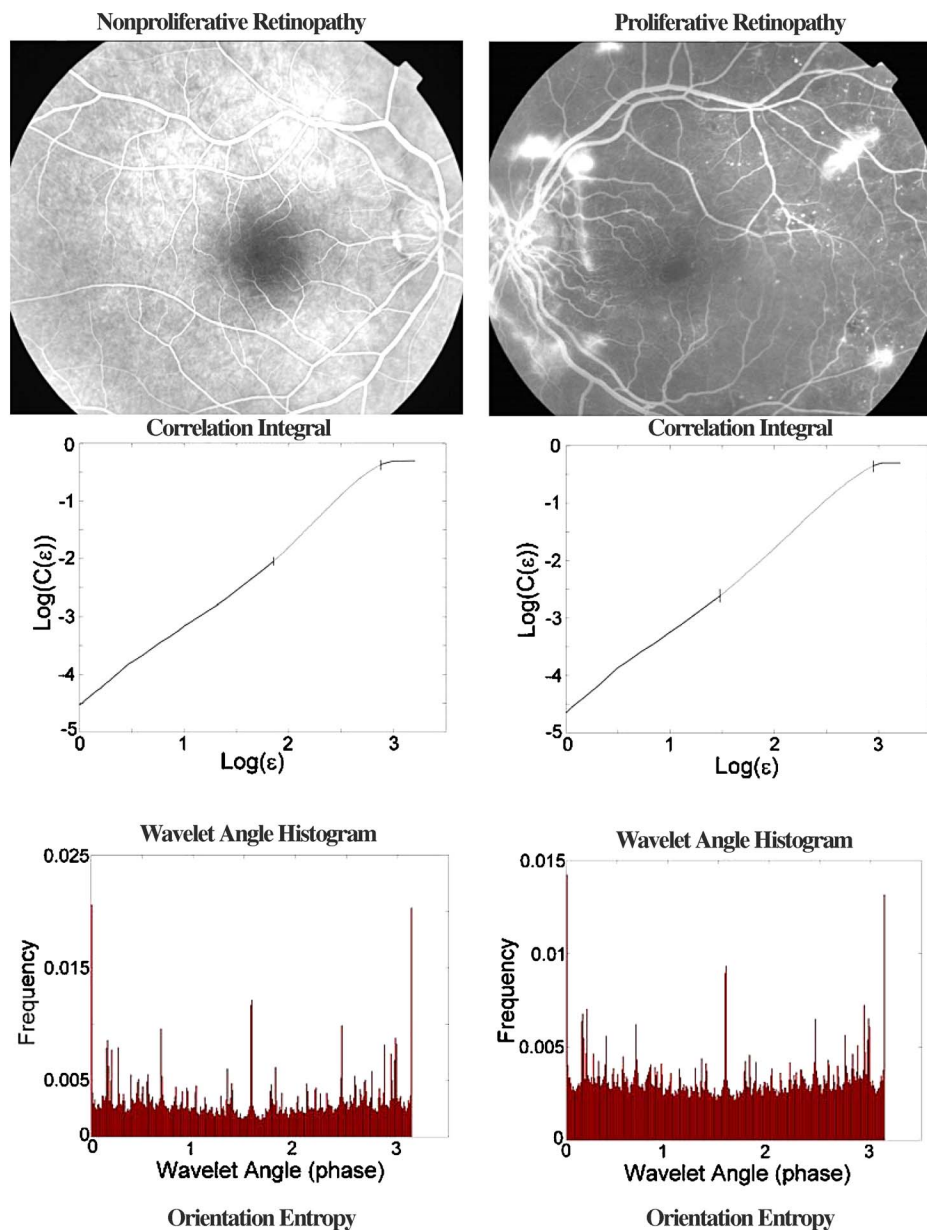 Nonproliferative Retinopathy
Proliferative Retinopathy
Correlation Integral
0
-1
-2
-3
-4
-5
Log(C(ε))
0 1 2 3
Log(ε)
Correlation Integral
0
-1
-2
-3
-4
-5
Log(C(ε))
0 1 2 3
Log(ε)
Wavelet Angle Histogram
0.025
0.015
0.005
0
Frequency
0 1 2 3
Wavelet Angle (phase)
Orientation Entropy
Wavelet Angle Histogram
0.015
0.01
0.005
0
Frequency
0 1 2 3
Wavelet Angle (phase)
Orientation Entropy